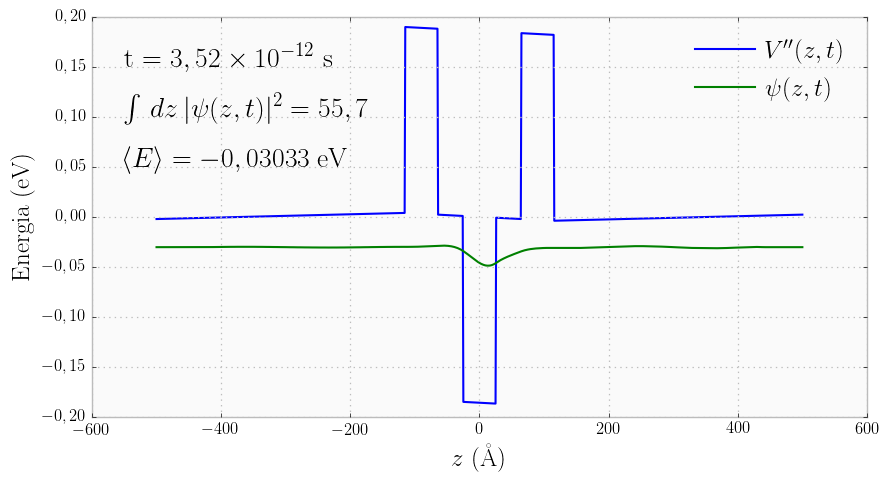 0,20
t = 3,52 × 10⁻¹² s
V″(z,t)
0,15
ψ(z,t)
∫ dz |ψ(z,t)|² = 55,7
0,10
⟨E⟩ = −0,03033 eV
0,05
0,00
−0,05
−0,10
−0,15
−0,20
Energia (eV)
−600 −400 −200 0 200 400 600
z (Å)